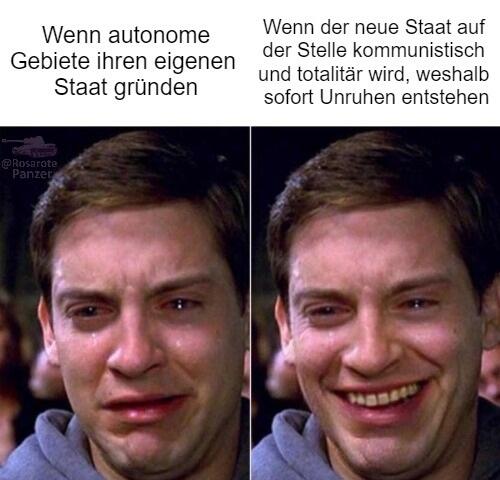 Wenn autonome
Gebiete ihren eigenen
Staat gründen
Wenn der neue Staat auf
der Stelle kommunistisch
und totalitär wird, weshalb
sofort Unruhen entstehen
@Rosarote
Panzer